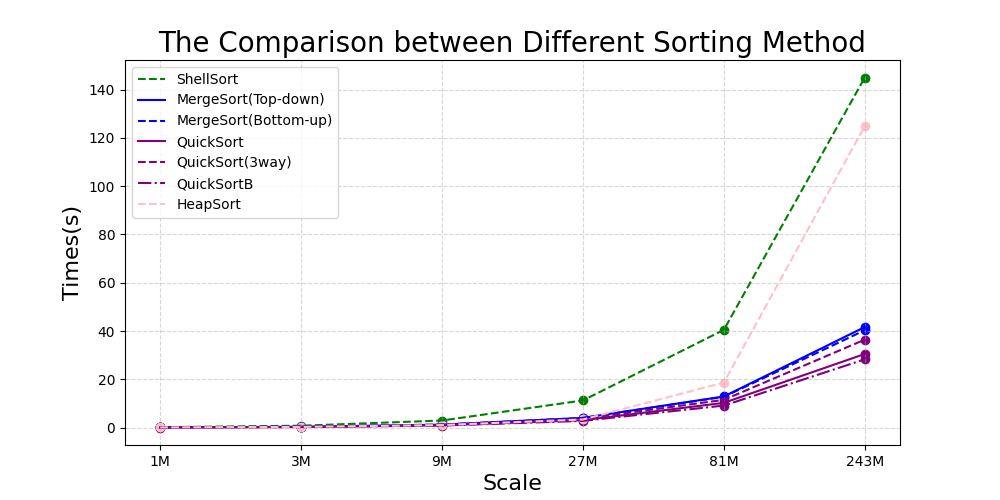 The Comparison between Different Sorting Method
ShellSort
MergeSort(Top-down)
MergeSort(Bottom-up)
QuickSort
QuickSort(3way)
QuickSortB
HeapSort
Times(s)
140
120
100
80
60
40
20
0
1M 3M 9M 27M 81M 243M
Scale